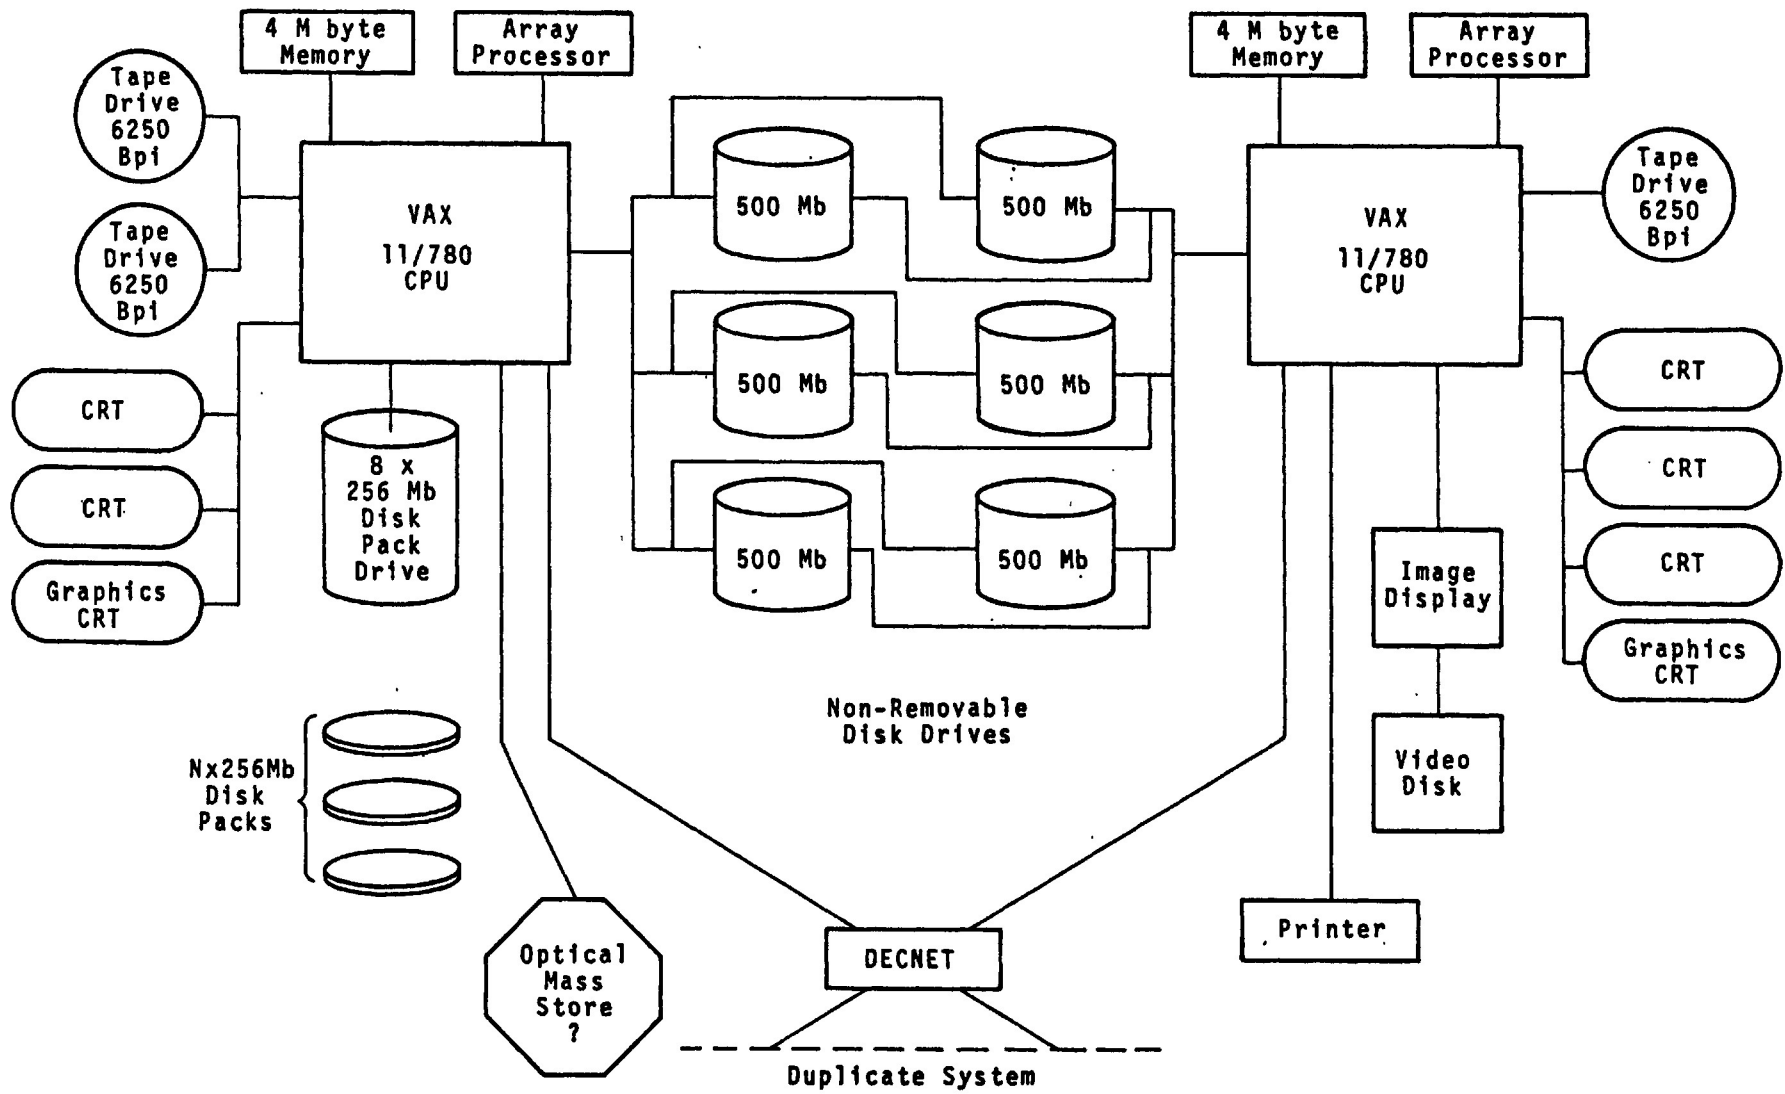 4 M byte
Memory
Array
Processor
4 M byte
Memory
Array
Processor
Tape
Drive
6250
Bpi
Tape
Drive
6250
Bpi
VAX
11/780
CPU
500 Mb
500 Mb
500 Mb
500 Mb
500 Mb
500 Mb
VAX
11/780
CPU
Tape
Drive
6250
Bpi
CRT
CRT
Graphics
CRT
8 x
256 Mb
Disk
Pack
Drive
CRT
CRT
CRT
Graphics
CRT
Image
Display
Video
Disk
Non-Removable
Disk Drives
Nx256Mb
Disk
Packs
Optical
Mass
Store
?
DECNET
Printer
Duplicate System